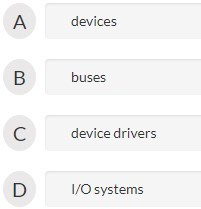 A devices
B buses
C device drivers
D I/O systems